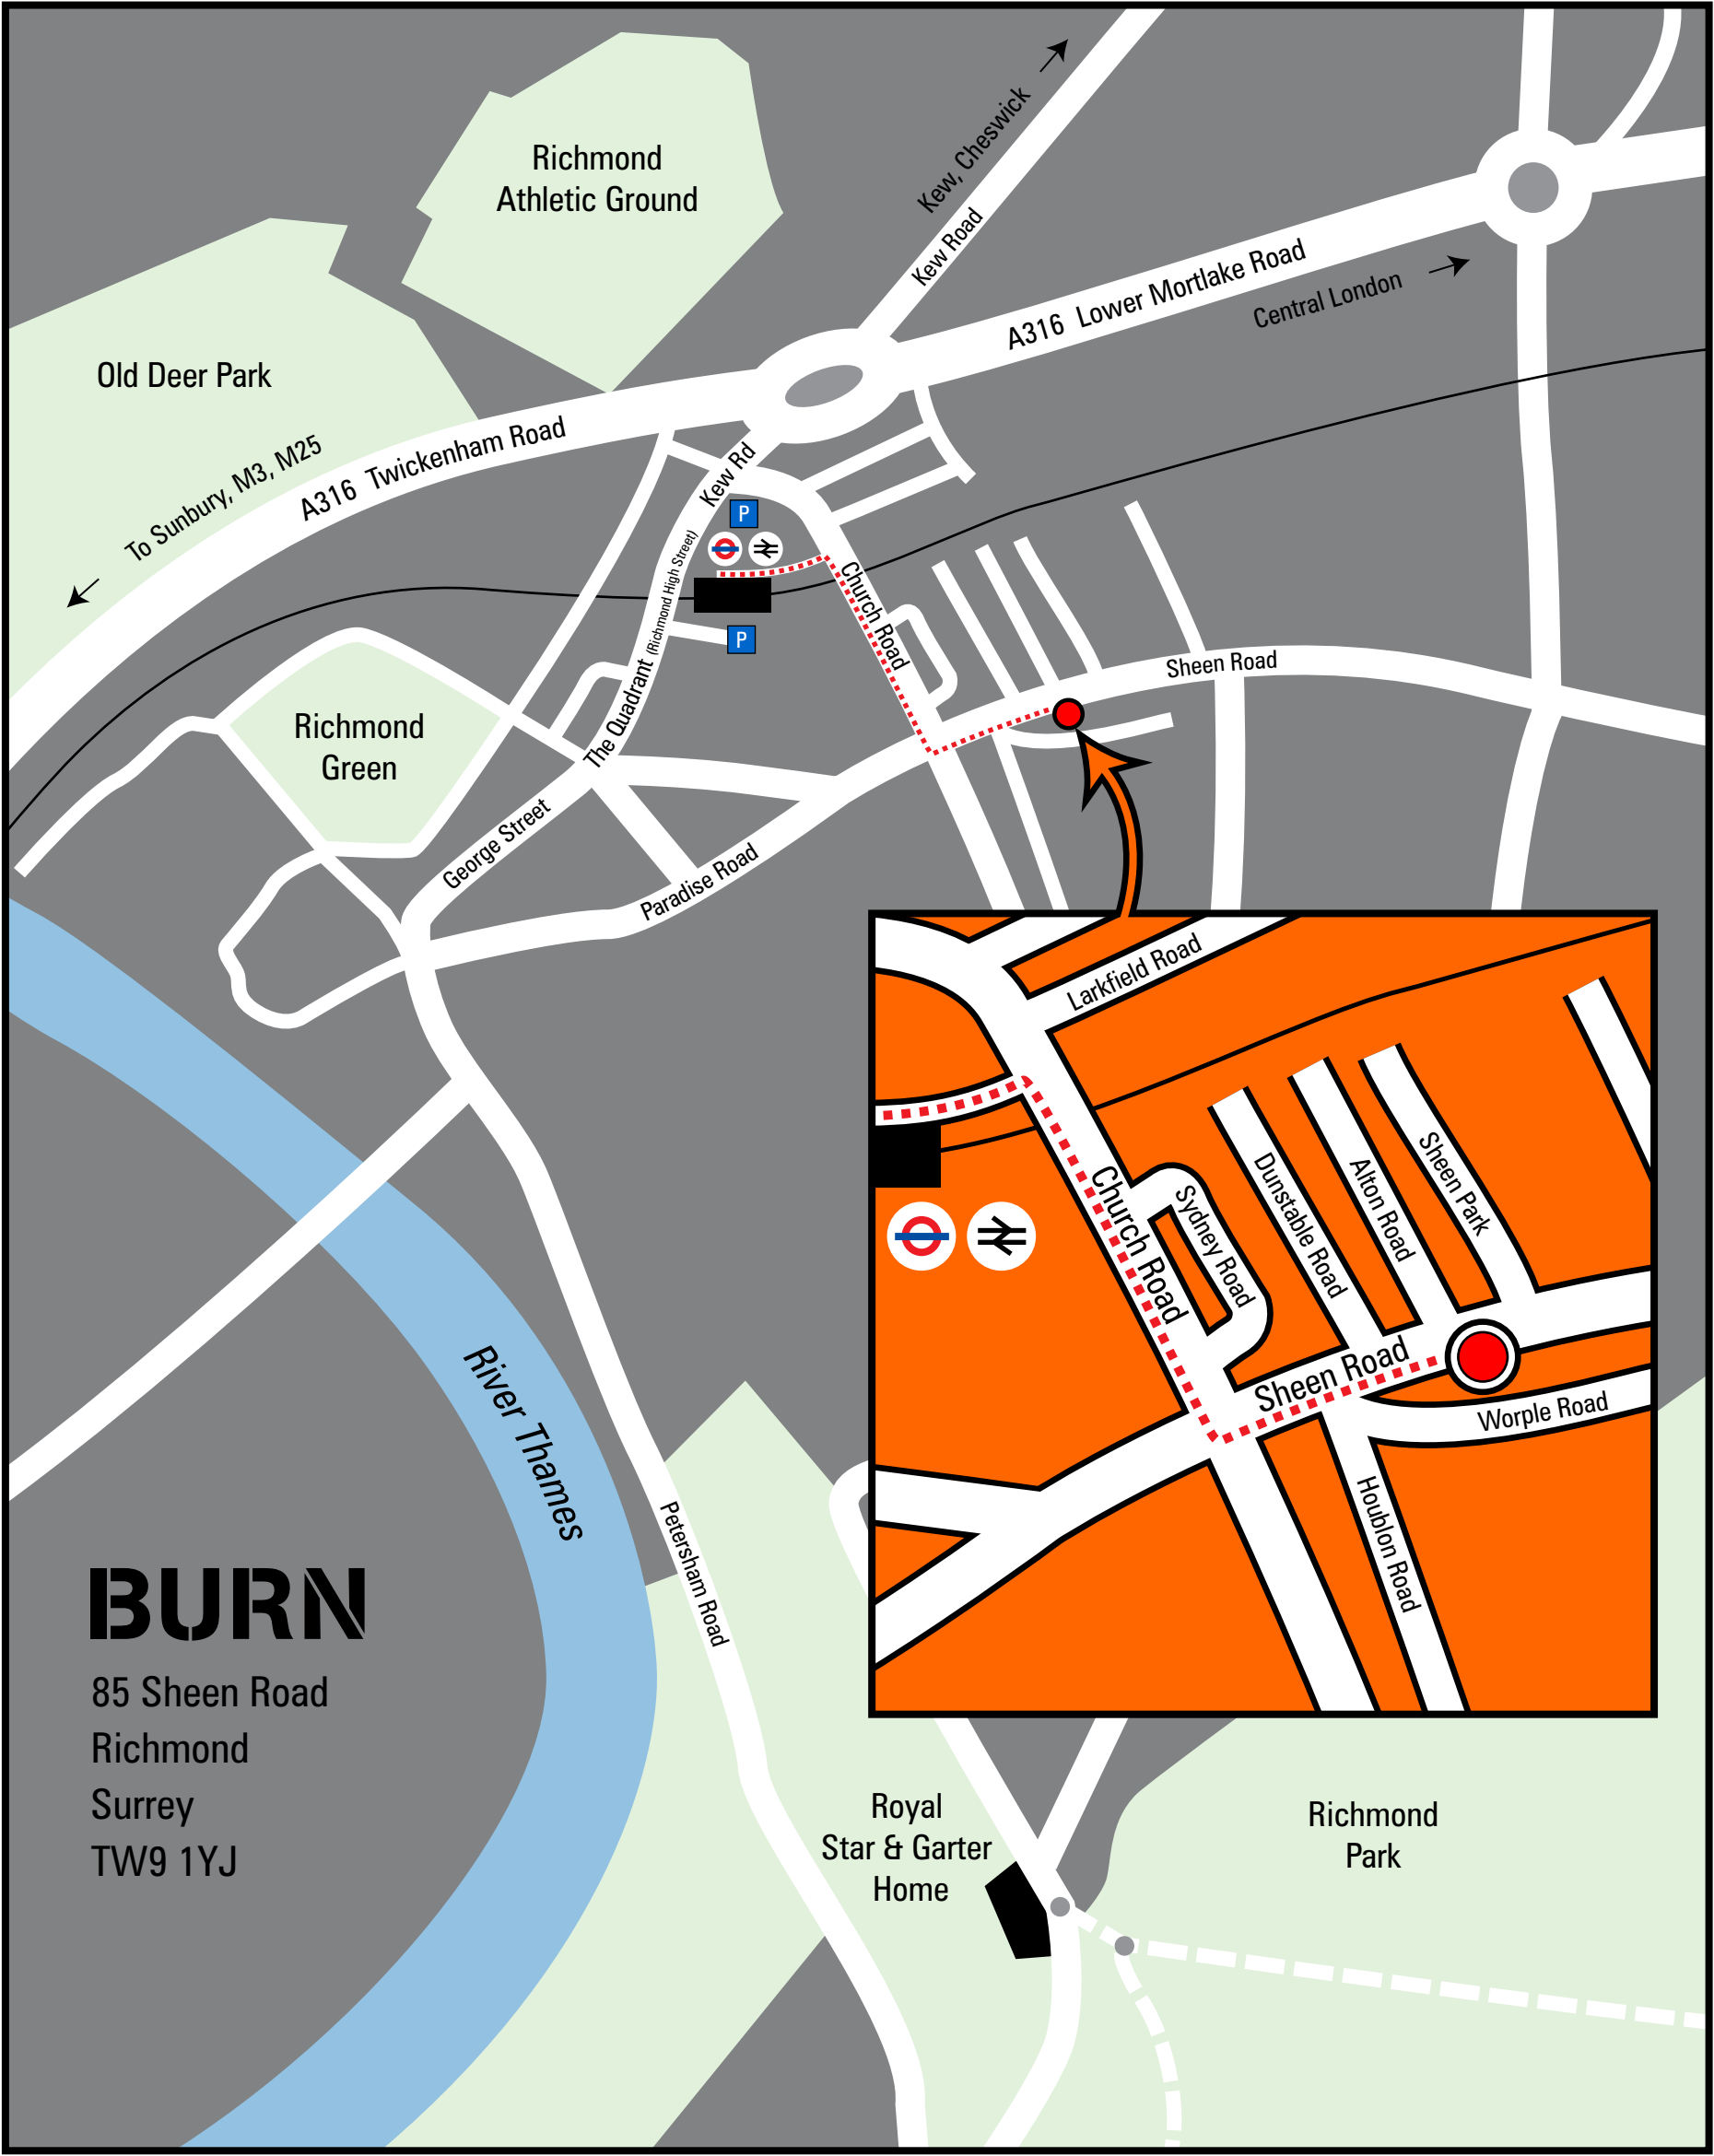 Richmond
Athletic Ground
Kew, Cheswick
Kew Road
A316 Lower Mortlake Road
Central London
Old Deer Park
To Sunbury, M3, M25
A316 Twickenham Road
Kew Rd
P
(Richmond High Street)
The Quadrant
P
Church Road
Sheen Road
Richmond
Green
George Street
Paradise Road
Larkfield Road
Church Road
Sydney Road
Dunstable Road
Alton Road
Sheen Park
Sheen Road
Worple Road
Houblon Road
River Thames
Petersham Road
BURN
85 Sheen Road
Richmond
Surrey
TW9 1YJ
Royal
Star & Garter
Home
Richmond
Park